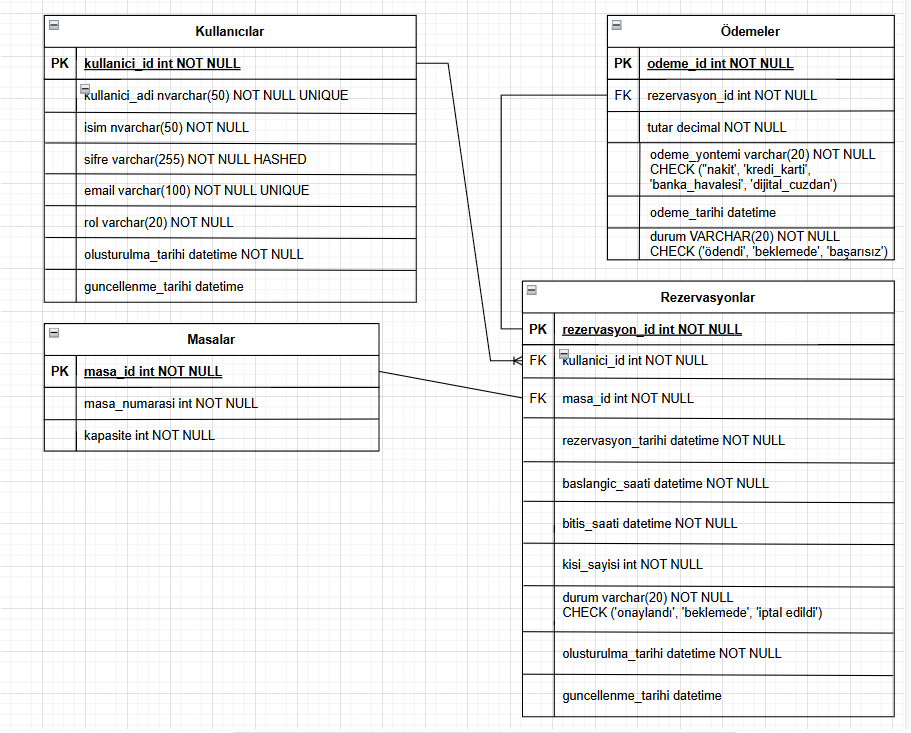 Kullanıcılar
PK kullanici_id int NOT NULL
kullanici_adi nvarchar(50) NOT NULL UNIQUE
isim nvarchar(50) NOT NULL
sifre varchar(255) NOT NULL HASHED
email varchar(100) NOT NULL UNIQUE
rol varchar(20) NOT NULL
olusturulma_tarihi datetime NOT NULL
guncellenme_tarihi datetime
Masalar
PK masa_id int NOT NULL
masa_numarasi int NOT NULL
kapasite int NOT NULL
Ödemeler
PK odeme_id int NOT NULL
FK rezervasyon_id int NOT NULL
tutar decimal NOT NULL
odeme_yontemi varchar(20) NOT NULL
CHECK ("nakit', 'kredi_karti',
'banka_havalesi', 'dijital_cuzdan')
odeme_tarihi datetime
durum VARCHAR(20) NOT NULL
CHECK ('ödendi', 'beklemede', 'başarısız')
Rezervasyonlar
PK rezervasyon_id int NOT NULL
FK kullanici_id int NOT NULL
FK masa_id int NOT NULL
rezervasyon_tarihi datetime NOT NULL
baslangic_saati datetime NOT NULL
bitis_saati datetime NOT NULL
kisi_sayisi int NOT NULL
durum varchar(20) NOT NULL
CHECK ('onaylandı', 'beklemede', 'iptal edildi')
olusturulma_tarihi datetime NOT NULL
guncellenme_tarihi datetime